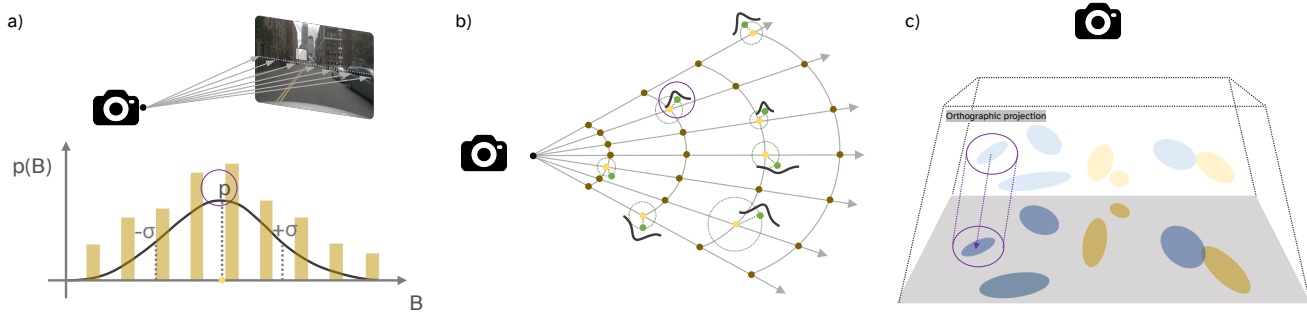 a)
p(B)
p
-σ
+σ
B
b)
c)
Orthographic projection